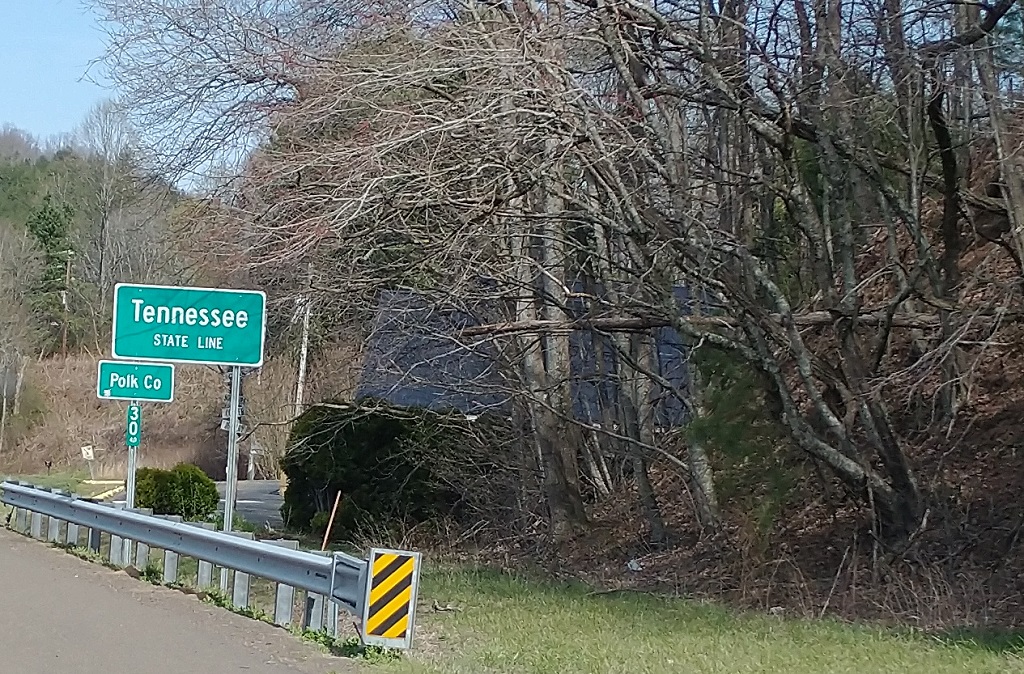 Tennessee
STATE LINE
Polk Co
30